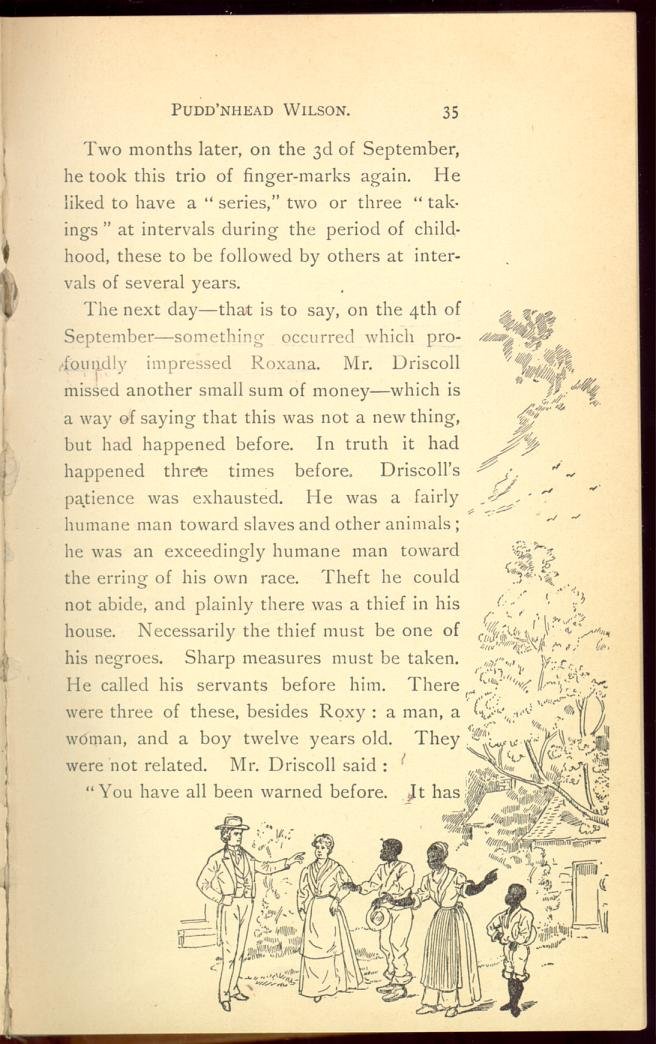 PUDD'NHEAD WILSON. 35
Two months later, on the 3d of September,
he took this trio of finger-marks again. He
liked to have a “ series,” two or three “ tak-
ings ” at intervals during the period of child-
hood, these to be followed by others at inter-
vals of several years.
The next day—that is to say, on the 4th of
September—something occurred which pro-
foundly impressed Roxana. Mr. Driscoll
missed another small sum of money—which is
a way of saying that this was not a new thing,
but had happened before. In truth it had
happened three times before. Driscoll's
patience was exhausted. He was a fairly
humane man toward slaves and other animals ;
he was an exceedingly humane man toward
the erring of his own race. Theft he could
not abide, and plainly there was a thief in his
house. Necessarily the thief must be one of
his negroes. Sharp measures must be taken.
He called his servants before him. There
were three of these, besides Roxy : a man, a
woman, and a boy twelve years old. They
were not related. Mr. Driscoll said :
“ You have all been warned before. It has